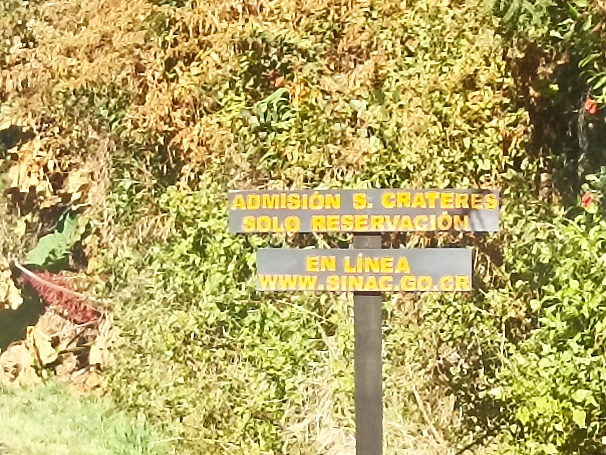 ADMISIÓN S. CRATERES
SOLO RESERVACIÓN
EN LÍNEA
WWW.SINAC.GO.CR